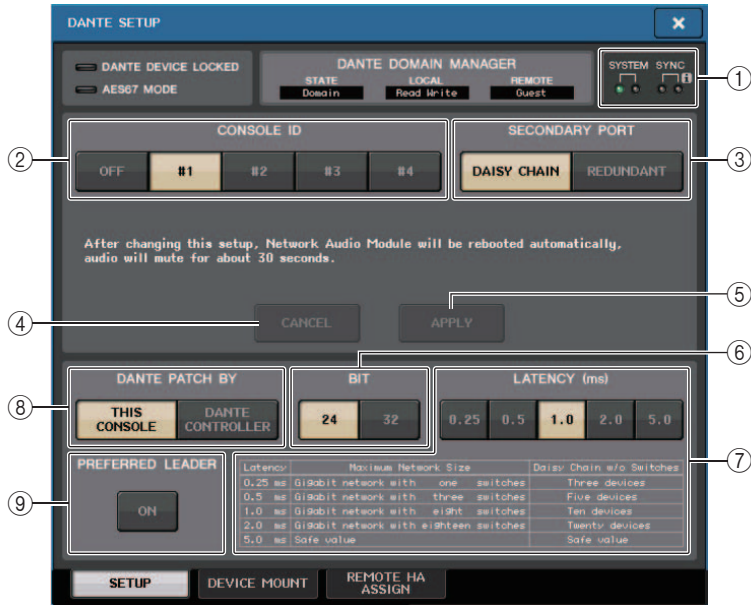 DANTE SETUP
×
DANTE DEVICE LOCKED
AES67 MODE
DANTE DOMAIN MANAGER
STATE LOCAL REMOTE
Domain Read Write Guest
SYSTEM SYNC
①
CONSOLE ID
OFF #1 #2 #3 #4
②
SECONDARY PORT
DAISY CHAIN REDUNDANT
③
After changing this setup, Network Audio Module will be rebooted automatically,
audio will mute for about 30 seconds.
④
CANCEL
APPLY
⑤
⑥
DANTE PATCH BY
THIS
CONSOLE
DANTE
CONTROLLER
⑧
BIT
24 32
LATENCY (ms)
0.25 0.5 1.0 2.0 5.0
PREFERRED LEADER
ON
⑨
Latency Maximum Network Size Daisy Chain w/o Switches
0.25 ms Gigabit network with one switches Three devices
0.5 ms Gigabit network with three switches Five devices
1.0 ms Gigabit network with eight switches Ten devices
2.0 ms Gigabit network with eighteen switches Twenty devices
5.0 ms Safe value Safe value
⑦
SETUP
DEVICE MOUNT
REMOTE HA
ASSIGN